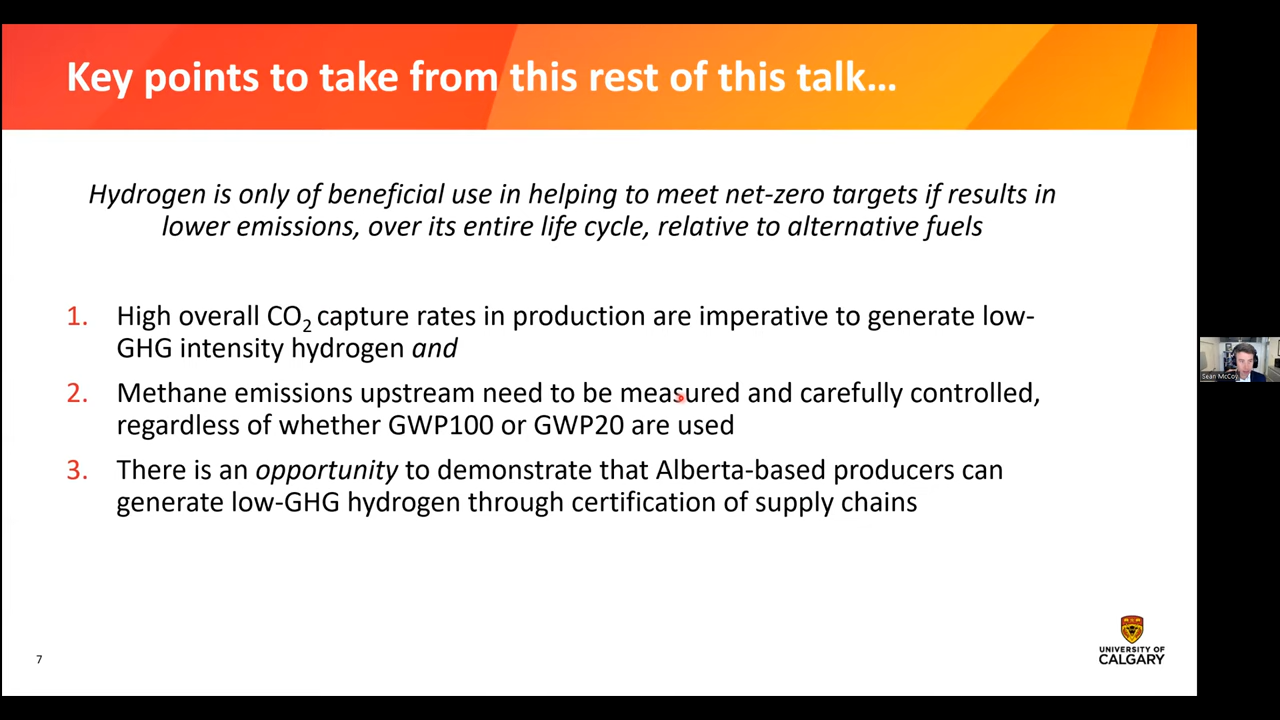 Key points to take from this rest of this talk...
Hydrogen is only of beneficial use in helping to meet net-zero targets if results in
lower emissions, over its entire life cycle, relative to alternative fuels
1. High overall CO₂ capture rates in production are imperative to generate low-
GHG intensity hydrogen and
2. Methane emissions upstream need to be measured and carefully controlled,
regardless of whether GWP100 or GWP20 are used
3. There is an opportunity to demonstrate that Alberta-based producers can
generate low-GHG hydrogen through certification of supply chains
Sean McCoy
7
UNIVERSITY OF
CALGARY